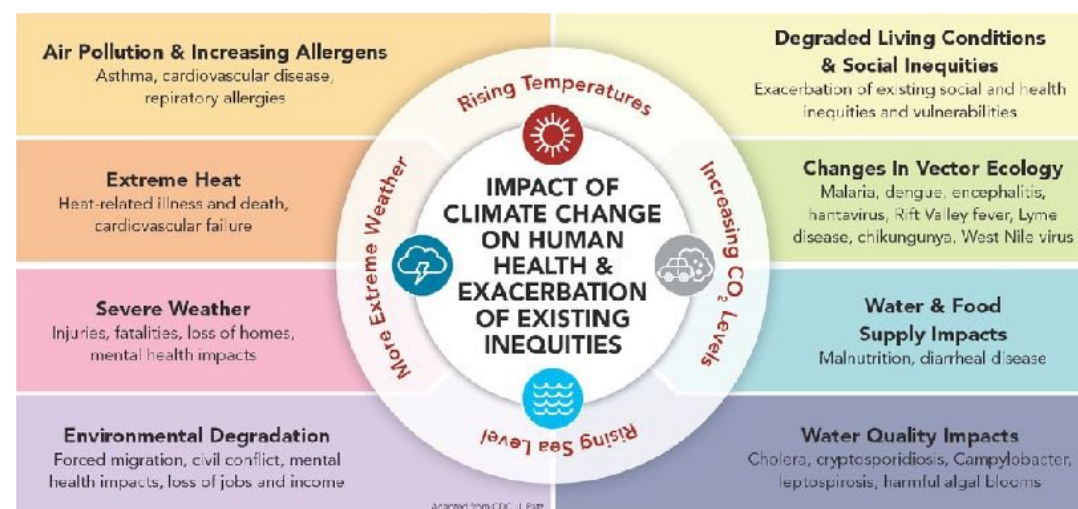 Air Pollution & Increasing Allergens
Asthma, cardiovascular disease,
repiratory allergies
Extreme Heat
Heat-related illness and death,
cardiovascular failure
Severe Weather
Injuries, fatalities, loss of homes,
mental health impacts
Environmental Degradation
Forced migration, civil conflict, mental
health impacts, loss of jobs and income
Adapted from CDC, J. Patz
Rising Temperatures
More Extreme Weather
IMPACT OF
CLIMATE CHANGE
ON HUMAN
HEALTH &
EXACERBATION
OF EXISTING
INEQUITIES
Increasing CO₂ Levels
Rising Sea Level
Degraded Living Conditions
& Social Inequities
Exacerbation of existing social and health
inequities and vulnerabilities
Changes In Vector Ecology
Malaria, dengue, encephalitis,
hantavirus, Rift Valley fever, Lyme
disease, chikungunya, West Nile virus
Water & Food
Supply Impacts
Malnutrition, diarrheal disease
Water Quality Impacts
Cholera, cryptosporidiosis, Campylobacter,
leptospirosis, harmful algal blooms